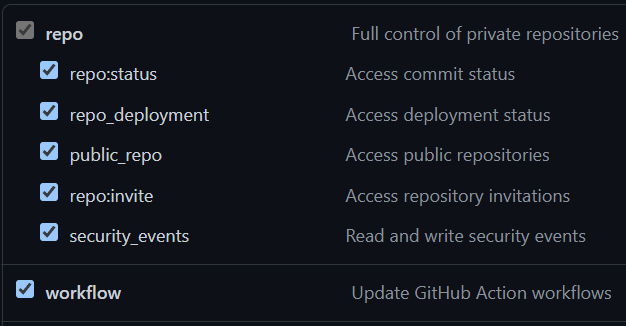 repo Full control of private repositories
repo:status Access commit status
repo_deployment Access deployment status
public_repo Access public repositories
repo:invite Access repository invitations
security_events Read and write security events
workflow Update GitHub Action workflows